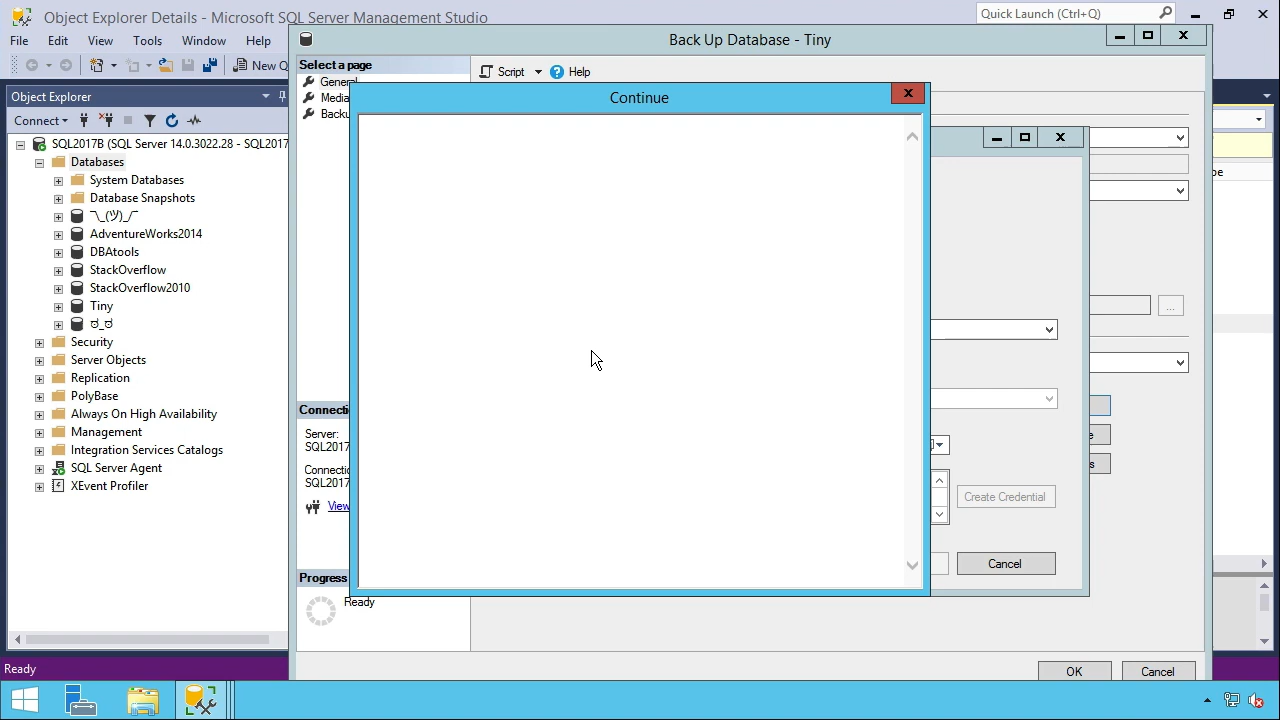 Object Explorer Details - Microsoft SQL Server Management Studio
Quick Launch (Ctrl+Q)
File Edit View Tools Window Help
Back Up Database - Tiny
New Q
Select a page
Script Help
General
Media
Backu
Continue
Object Explorer
Connect
SQL2017B (SQL Server 14.0.3022.28 - SQL2017
Databases
System Databases
Database Snapshots
¯\_(ツ)_/¯
AdventureWorks2014
DBAtools
StackOverflow
StackOverflow2010
Tiny
ಠ_ಠ
Security
Server Objects
Replication
PolyBase
Always On High Availability
Management
Integration Services Catalogs
SQL Server Agent
XEvent Profiler
Connectio
Server:
SQL2017
Connectio
SQL2017
View
Progress
Ready
pe
...
e
s
Create Credential
Cancel
OK Cancel
Ready